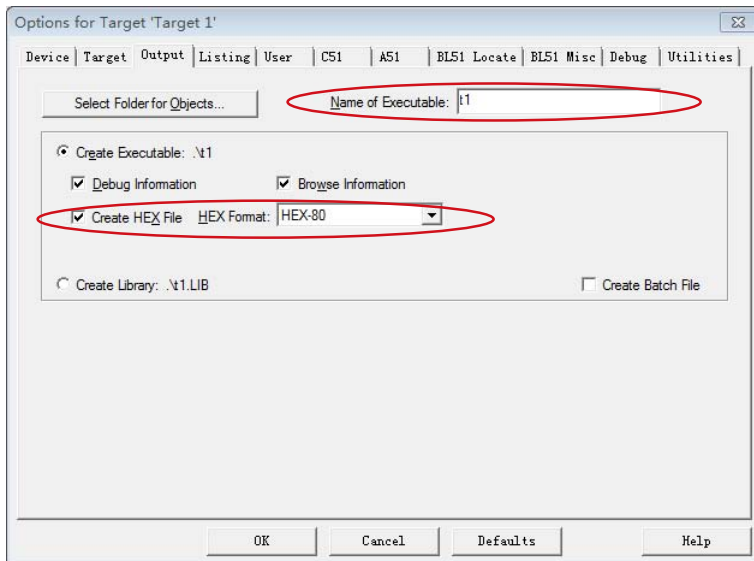 Options for Target 'Target 1'
Device Target Output Listing User C51 A51 BL51 Locate BL51 Misc Debug Utilities
Select Folder for Objects... Name of Executable: t1
Create Executable: .\t1
Debug Information Browse Information
Create HEX File HEX Format: HEX-80
Create Library: .\t1.LIB Create Batch File
OK Cancel Defaults Help